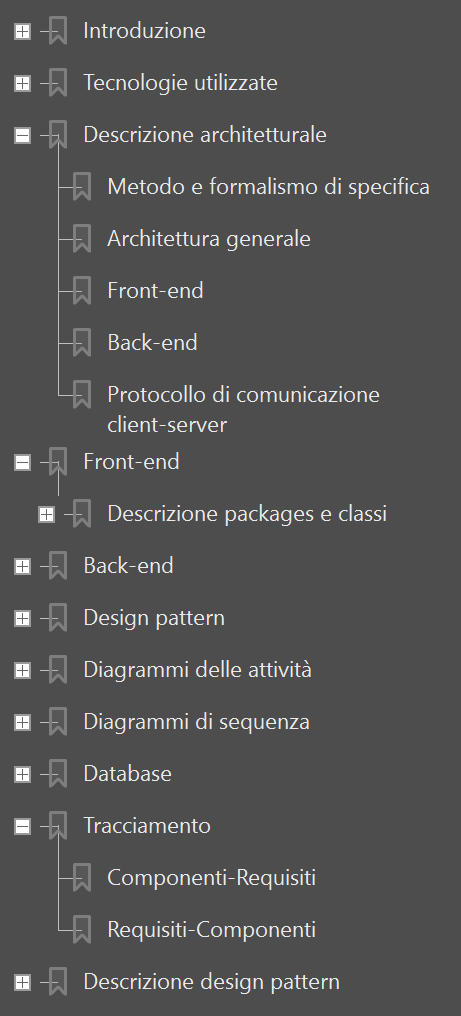 Introduzione
Tecnologie utilizzate
Descrizione architetturale
Metodo e formalismo di specifica
Architettura generale
Front-end
Back-end
Protocollo di comunicazione
client-server
Front-end
Descrizione packages e classi
Back-end
Design pattern
Diagrammi delle attività
Diagrammi di sequenza
Database
Tracciamento
Componenti-Requisiti
Requisiti-Componenti
Descrizione design pattern